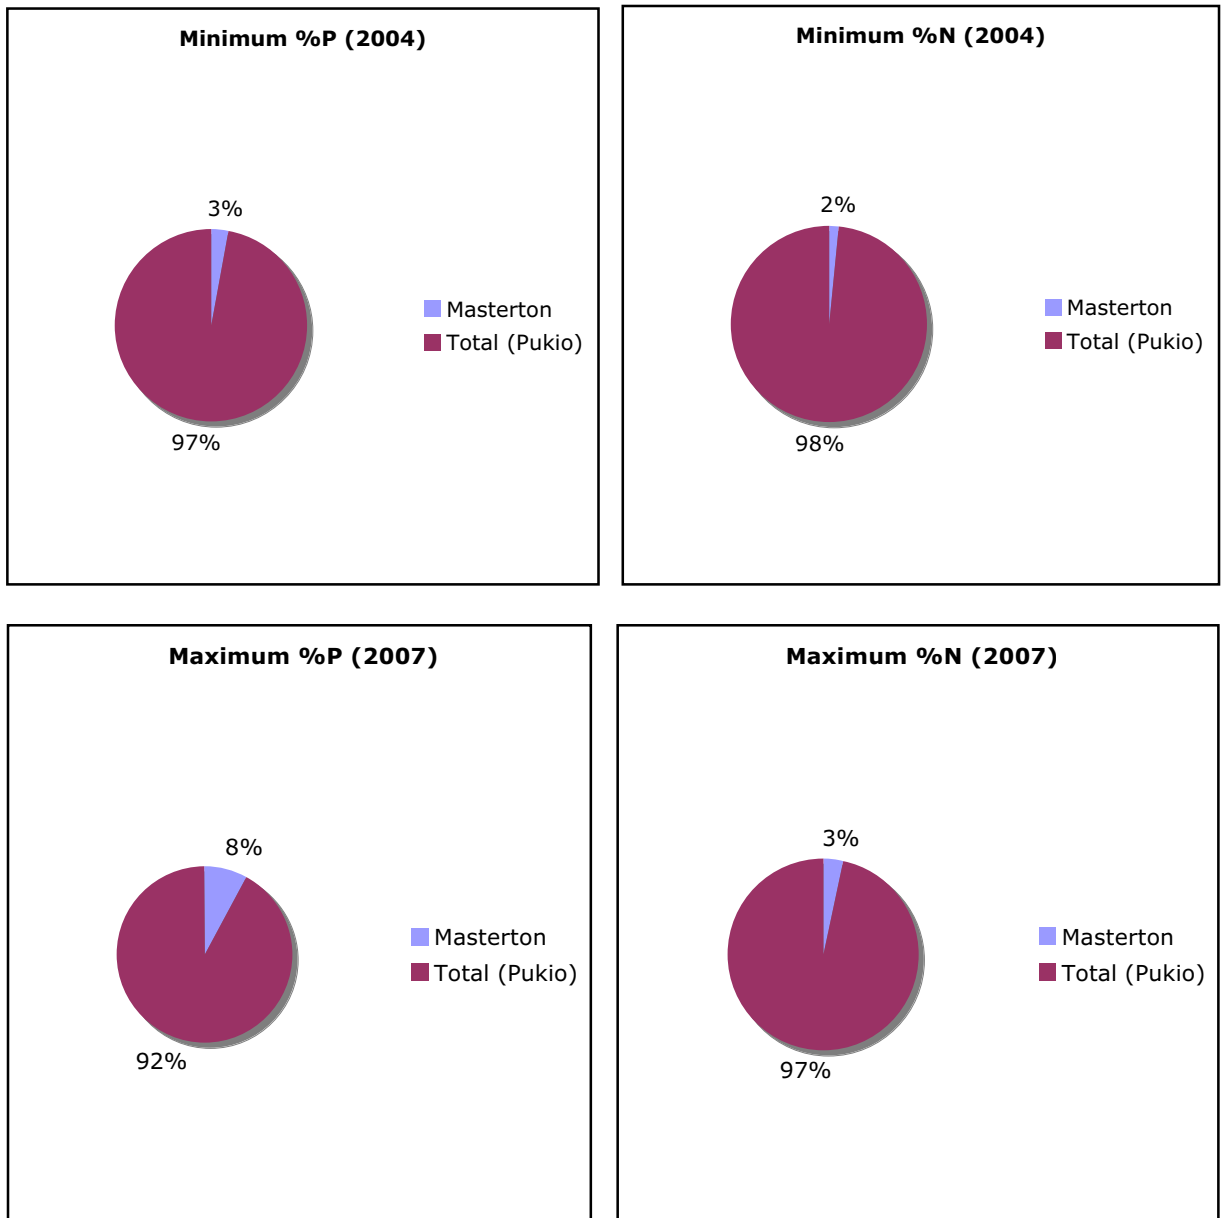 Minimum %P (2004)
3%
Masterton
Total (Pukio)
97%
Minimum %N (2004)
2%
Masterton
Total (Pukio)
98%
Maximum %P (2007)
8%
Masterton
Total (Pukio)
92%
Maximum %N (2007)
3%
Masterton
Total (Pukio)
97%